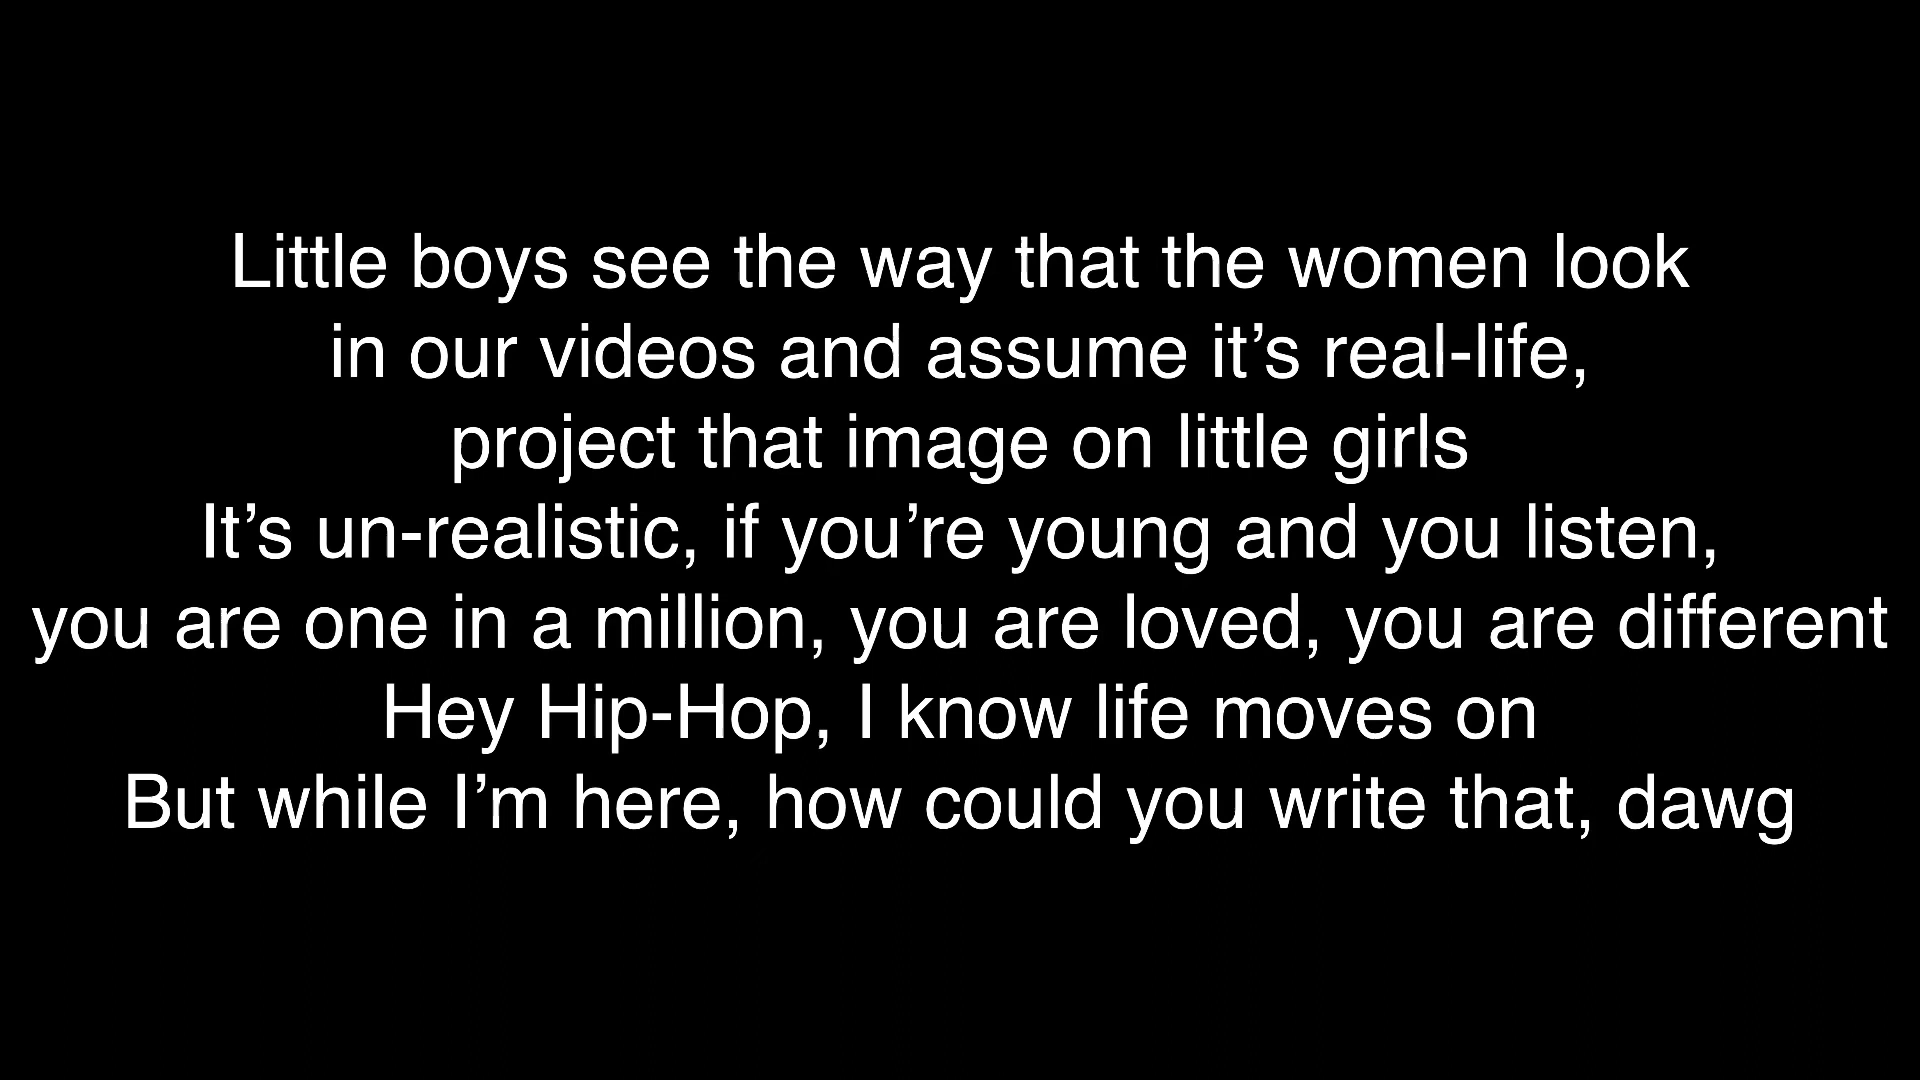 Little boys see the way that the women look
in our videos and assume it’s real-life,
project that image on little girls
It’s un-realistic, if you’re young and you listen,
you are one in a million, you are loved, you are different
Hey Hip-Hop, I know life moves on
But while I’m here, how could you write that, dawg